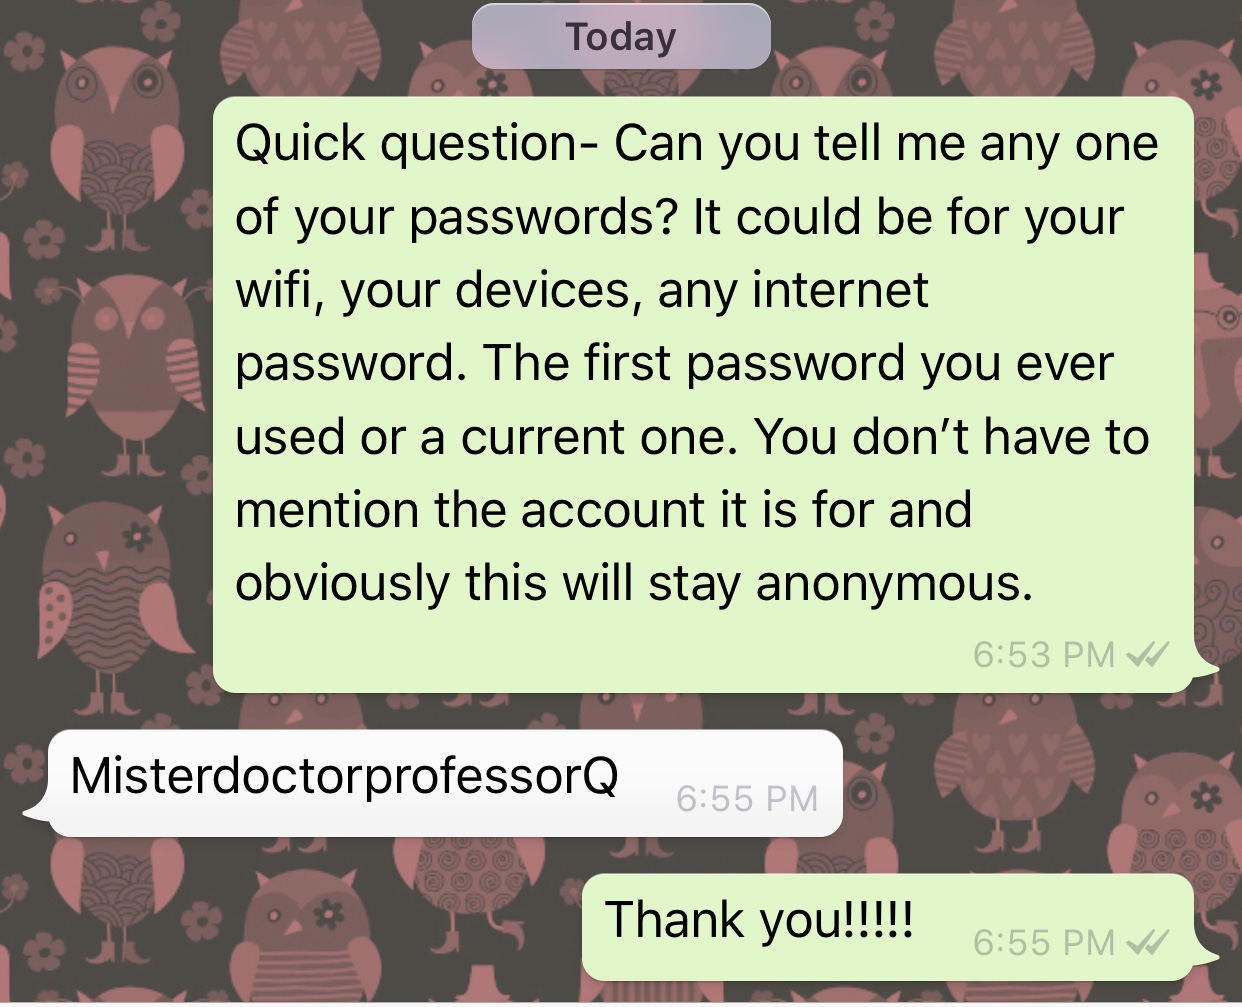 Today
Quick question- Can you tell me any one
of your passwords? It could be for your
wifi, your devices, any internet
password. The first password you ever
used or a current one. You don’t have to
mention the account it is for and
obviously this will stay anonymous.
6:53 PM
MisterdoctorprofessorQ 6:55 PM
Thank you!!!!! 6:55 PM